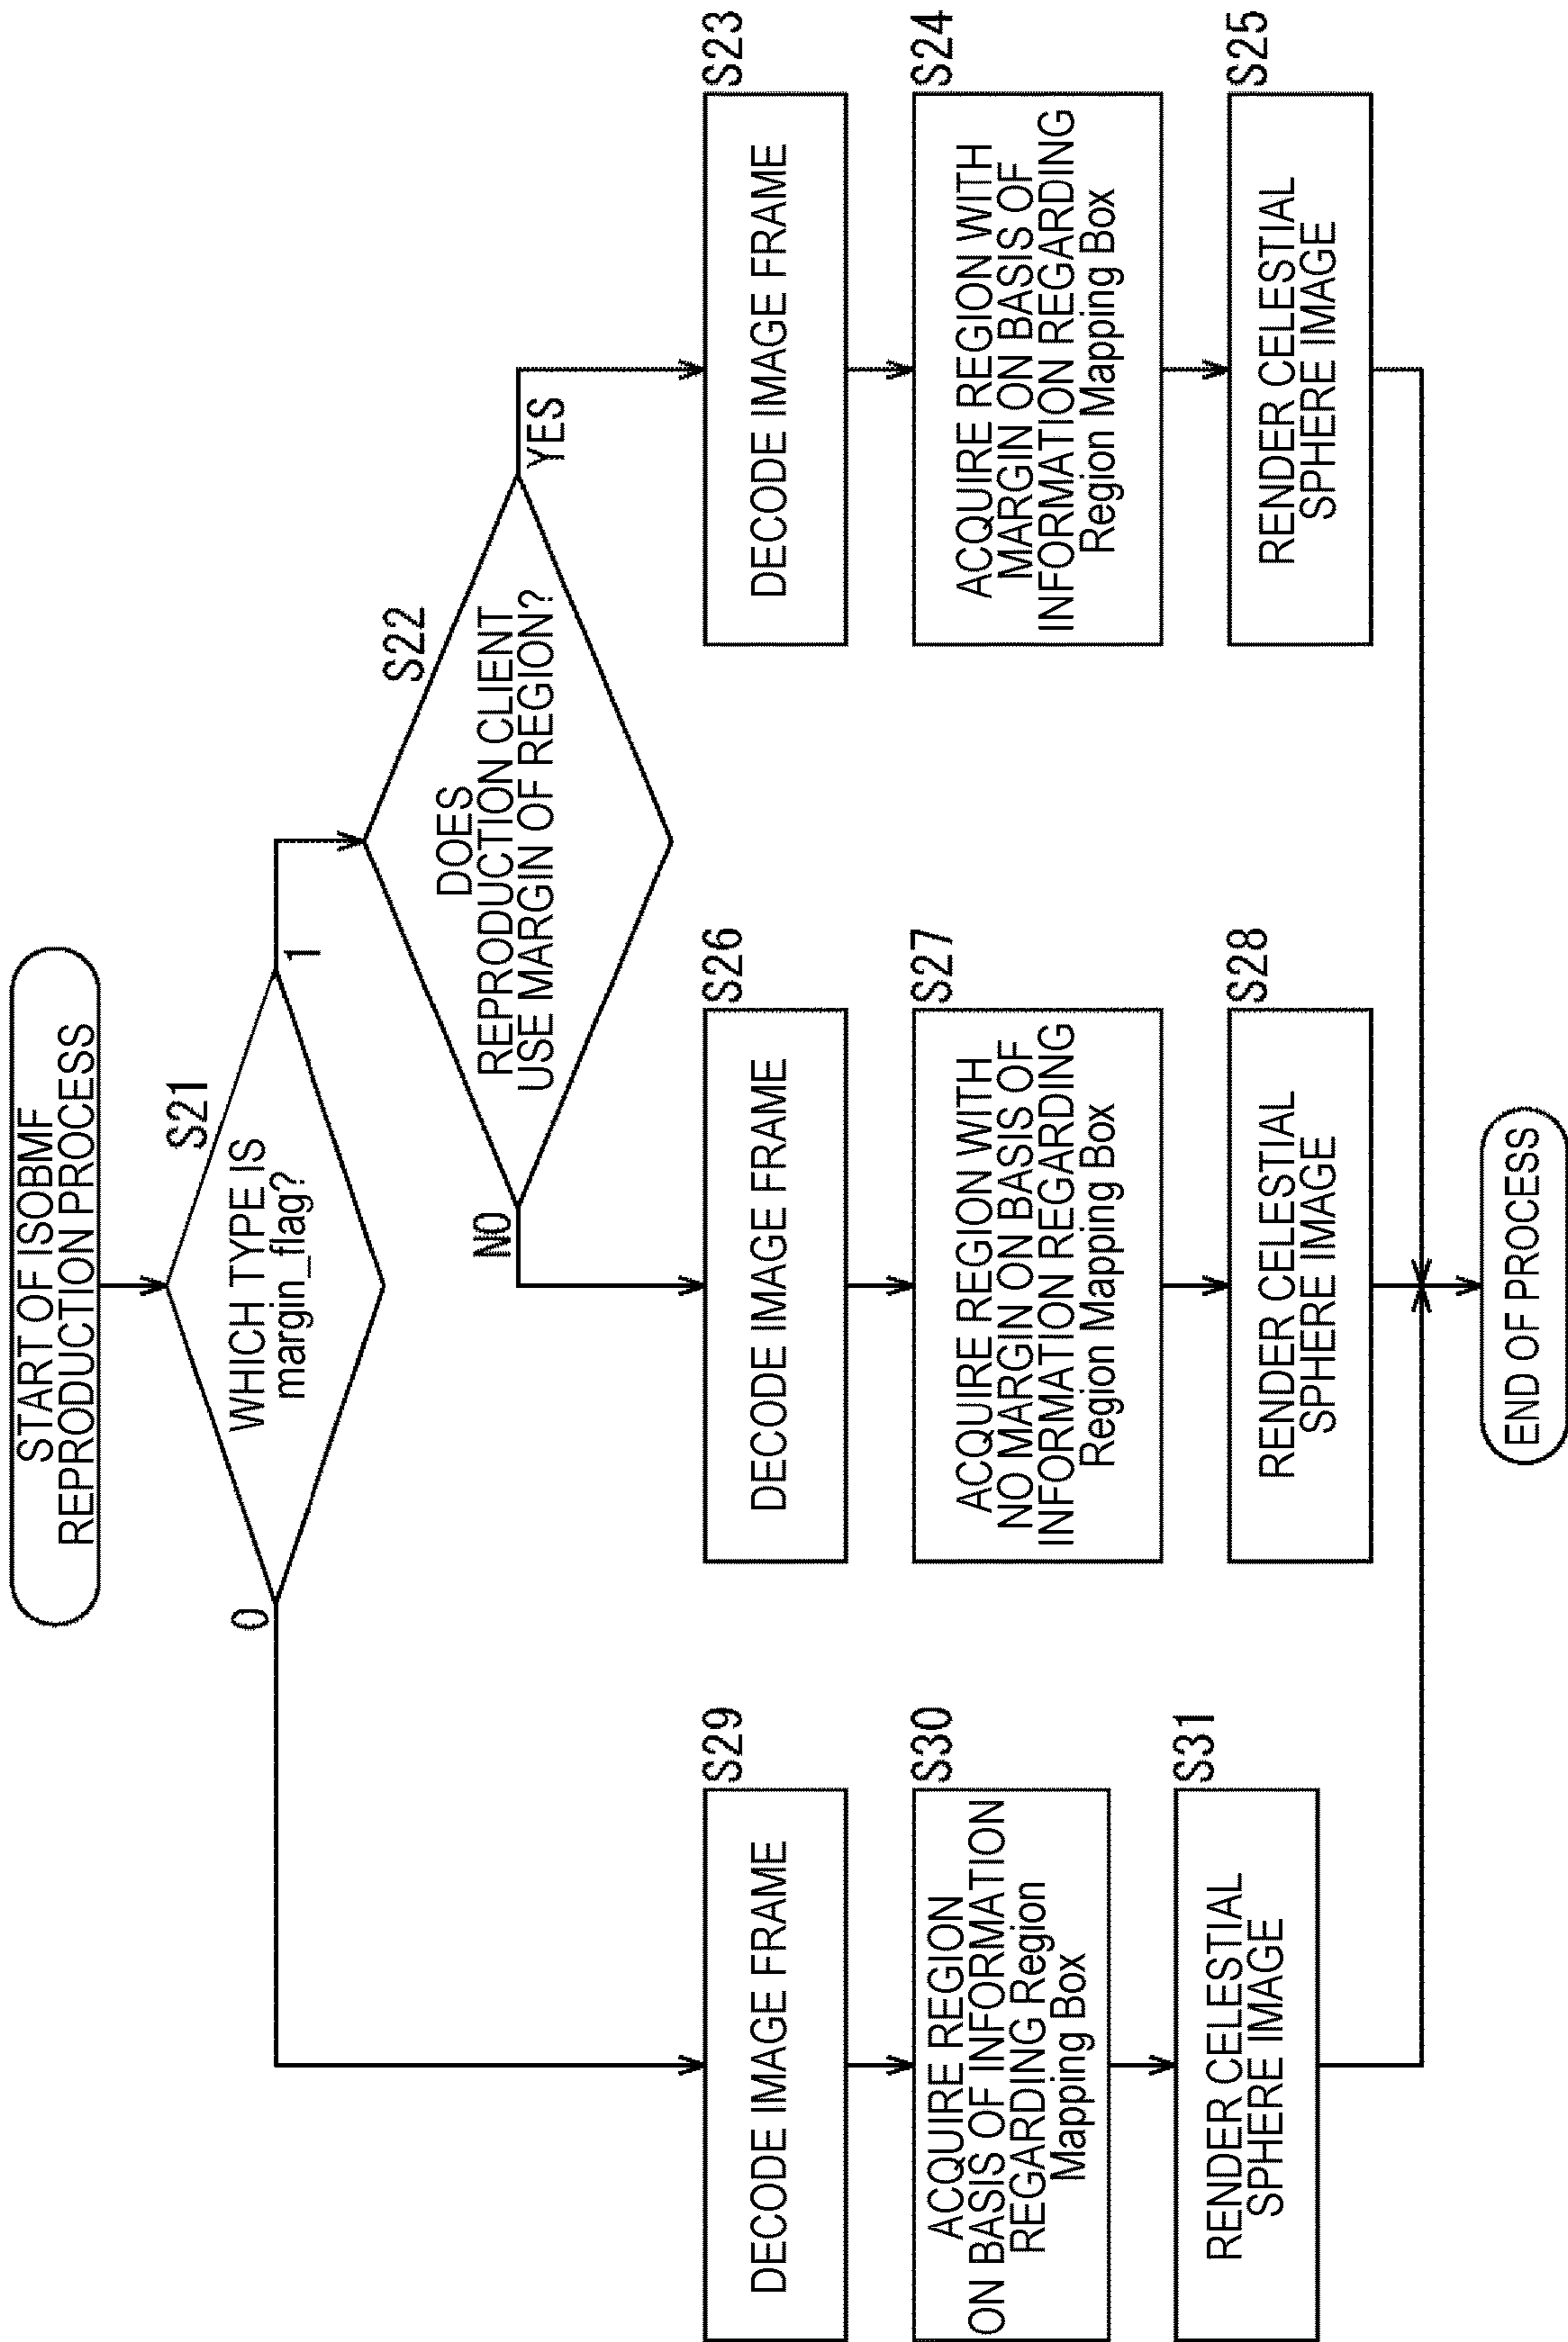 START OF ISOBMF
REPRODUCTION PROCESS
S21
WHICH TYPE IS
margin_flag?
0
1
S22
DOES
REPRODUCTION CLIENT
USE MARGIN OF REGION?
NO
YES
S29
DECODE IMAGE FRAME
S30
ACQUIRE REGION
ON BASIS OF INFORMATION
REGARDING Region
Mapping Box
S31
RENDER CELESTIAL
SPHERE IMAGE
S26
DECODE IMAGE FRAME
S27
ACQUIRE REGION WITH
NO MARGIN ON BASIS OF
INFORMATION REGARDING
Region Mapping Box
S28
RENDER CELESTIAL
SPHERE IMAGE
S23
DECODE IMAGE FRAME
S24
ACQUIRE REGION WITH
MARGIN ON BASIS OF
INFORMATION REGARDING
Region Mapping Box
S25
RENDER CELESTIAL
SPHERE IMAGE
END OF PROCESS